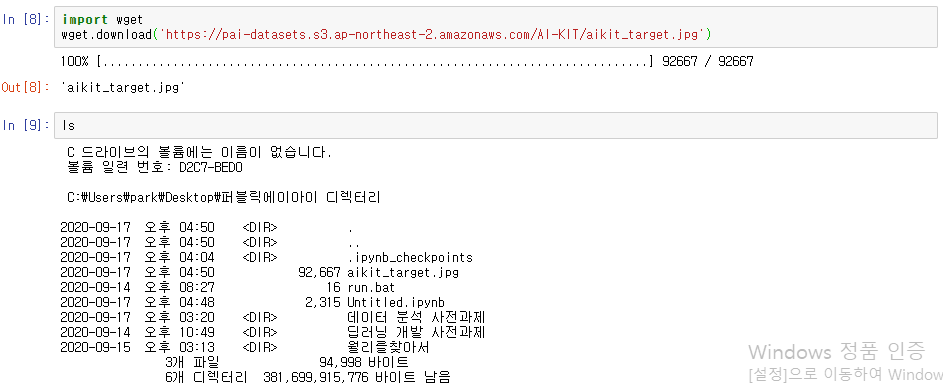 In [8]: import wget
wget.download('https://pai-datasets.s3.ap-northeast-2.amazonaws.com/AI-KIT/aikit_target.jpg')
100% [..........................................................................] 92667 / 92667
Out[8]: 'aikit_target.jpg'
In [9]: ls
C 드라이브의 볼륨에는 이름이 없습니다.
볼륨 일련 번호: D2C7-BED0
C:₩Users₩park₩Desktop₩퍼블릭에이아이 디렉터리
2020-09-17 오후 04:50 <DIR> .
2020-09-17 오후 04:50 <DIR> ..
2020-09-17 오후 04:04 <DIR> .ipynb_checkpoints
2020-09-17 오후 04:50 92,667 aikit_target.jpg
2020-09-14 오후 08:27 16 run.bat
2020-09-17 오후 04:48 2,315 Untitled.ipynb
2020-09-17 오후 03:20 <DIR> 데이터 분석 사전과제
2020-09-14 오후 10:49 <DIR> 딥러닝 개발 사전과제
2020-09-15 오후 03:13 <DIR> 월리를찾아서
3개 파일 94,998 바이트
6개 디렉터리 381,699,915,776 바이트 남음
Windows 정품 인증
[설정]으로 이동하여 Window